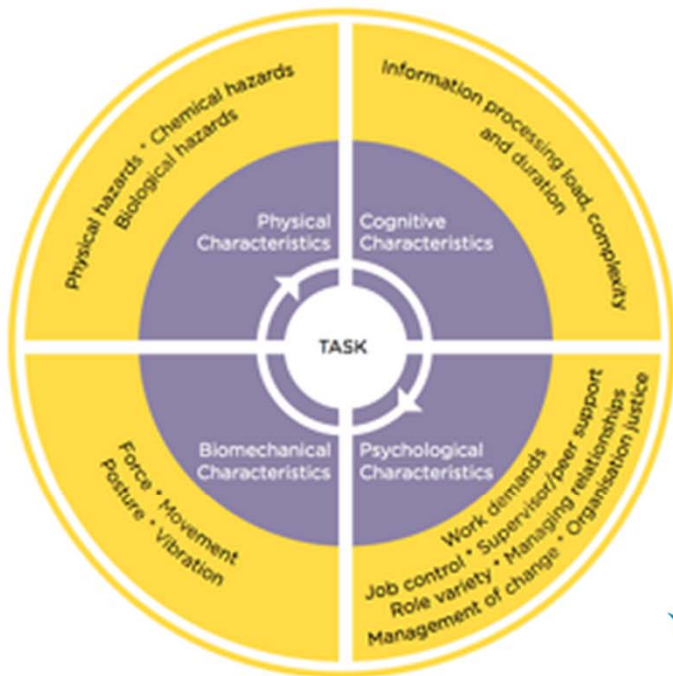 Physical hazards * Chemical hazards
Biological hazards
Information processing load, complexity
and duration
Physical
Characteristics
Cognitive
Characteristics
TASK
Biomechanical
Characteristics
Psychological
Characteristics
Force * Movement
Posture * Vibration
Work demands
Job control * Supervisor/peer support
Role variety * Managing relationships
Management of change * Organisation justice